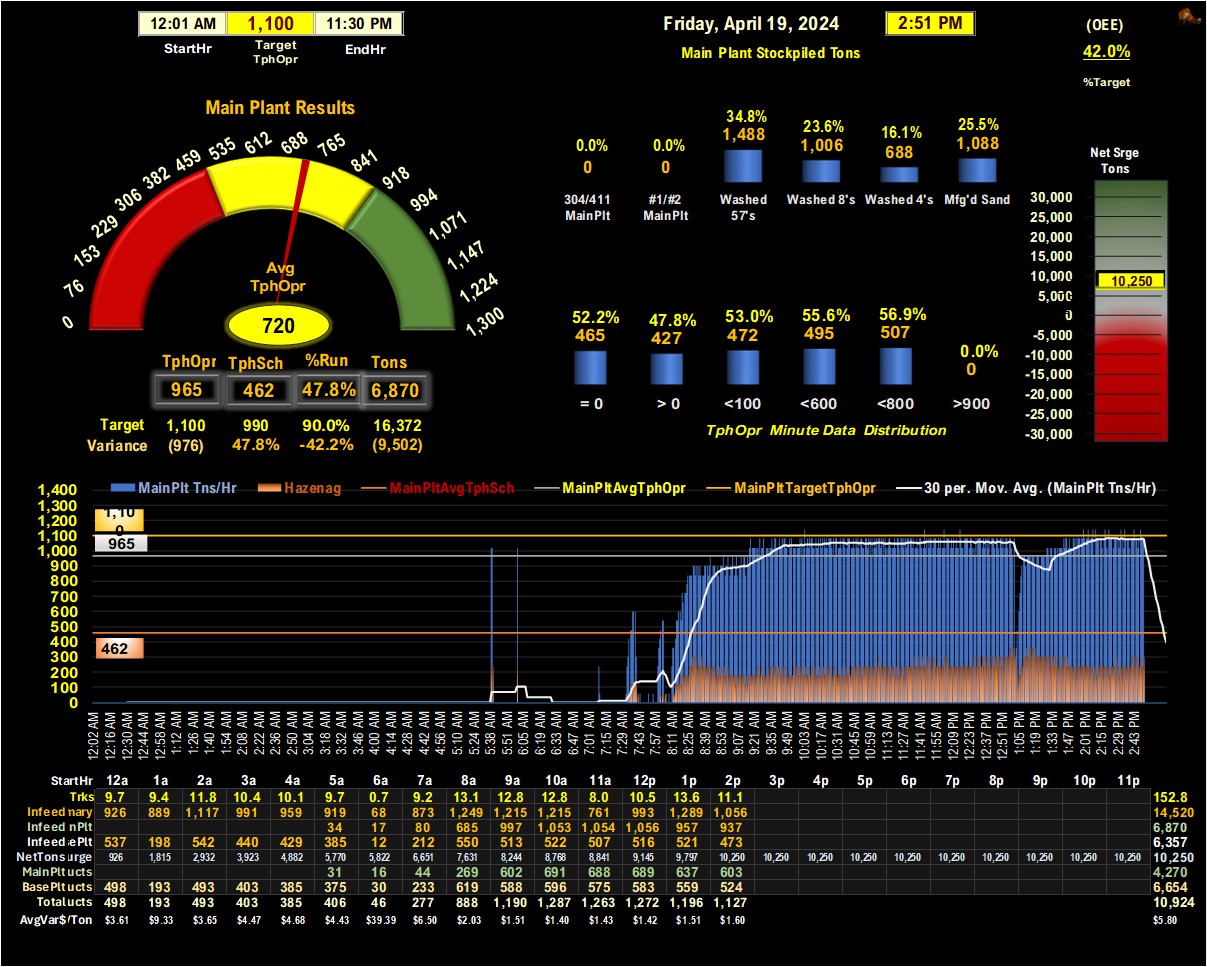 12:01 AM 1,100 11:30 PM
StartHr Target TphOpr EndHr
Friday, April 19, 2024 2:51 PM
Main Plant Stockpiled Tons
(OEE)
42.0%
%Target
Main Plant Results
0 76 153 229 306 382 459 535 612 688 765 841 918 994 1,071 1,147 1,224 1,300
Avg
TphOpr
720
TphOpr TphSch %Run Tons
965 462 47.8% 6,870
Target 1,100 990 90.0% 16,372
Variance (976) 47.8% -42.2% (9,502)
0.0% 0.0% 34.8% 23.6% 16.1% 25.5%
0 0 1,488 1,006 688 1,088
304/411 #1/#2 Washed Washed 8's Washed 4's Mfg'd Sand
MainPlt MainPlt 57's
52.2% 47.8% 53.0% 55.6% 56.9% 0.0%
465 427 472 495 507 0
= 0 > 0 <100 <600 <800 >900
TphOpr Minute Data Distribution
Net Srge
Tons
30,000
25,000
20,000
15,000
10,000
5,000
0
-5,000
-10,000
-15,000
-20,000
-25,000
-30,000
10,250
MainPlt Tns/Hr Hazenag MainPltAvgTphSch MainPltAvgTphOpr MainPltTargetTphOpr 30 per. Mov. Avg. (MainPlt Tns/Hr)
1,400
1,300
1,200
1,100
1,000
900
800
700
600
500
400
300
200
100
0
1,10
0
965
462
12:02 AM 12:16 AM 12:30 AM 12:44 AM 12:58 AM 1:12 AM 1:26 AM 1:40 AM 1:54 AM 2:08 AM 2:22 AM 2:36 AM 2:50 AM 3:04 AM 3:18 AM 3:32 AM 3:46 AM 4:00 AM 4:14 AM 4:28 AM 4:42 AM 4:56 AM 5:10 AM 5:24 AM 5:38 AM 5:51 AM 6:05 AM 6:19 AM 6:33 AM 6:47 AM 7:01 AM 7:15 AM 7:29 AM 7:43 AM 7:57 AM 8:11 AM 8:25 AM 8:39 AM 8:53 AM 9:07 AM 9:21 AM 9:35 AM 9:49 AM 10:03 AM 10:17 AM 10:31 AM 10:45 AM 10:59 AM 11:13 AM 11:27 AM 11:41 AM 11:55 AM 12:09 PM 12:23 PM 12:37 PM 12:51 PM 1:05 PM 1:19 PM 1:33 PM 1:47 PM 2:01 PM 2:15 PM 2:29 PM 2:43 PM
StartHr 12a 1a 2a 3a 4a 5a 6a 7a 8a 9a 10a 11a 12p 1p 2p 3p 4p 5p 6p 7p 8p 9p 10p 11p
Trks 9.7 9.4 11.8 10.4 10.1 9.7 0.7 9.2 13.1 12.8 12.8 8.0 10.5 13.6 11.1 152.8
Infeed mary 926 889 1,117 991 959 919 68 873 1,249 1,215 1,215 761 993 1,289 1,056 14,520
Infeed nPlt 34 17 80 685 997 1,053 1,054 1,056 957 937 6,870
Infeed ePlt 537 198 542 440 429 385 12 212 550 513 522 507 516 521 473 6,357
NetTons urge 926 1,815 2,932 3,923 4,882 5,770 5,822 6,651 7,631 8,244 8,768 8,841 9,145 9,797 10,250 10,250 10,250 10,250 10,250 10,250 10,250 10,250 10,250 10,250 10,250
MainPlt ucts 31 16 44 269 602 691 688 689 637 603 4,270
BasePlt ucts 498 193 493 403 385 375 30 233 619 588 596 575 583 559 524 6,654
Total ucts 498 193 493 403 385 406 46 277 888 1,190 1,287 1,263 1,272 1,196 1,127 10,924
AvgVar$/Ton $3.61 $9.33 $3.65 $4.47 $4.68 $4.43 $39.39 $6.50 $2.03 $1.51 $1.40 $1.43 $1.42 $1.51 $1.60 $5.80